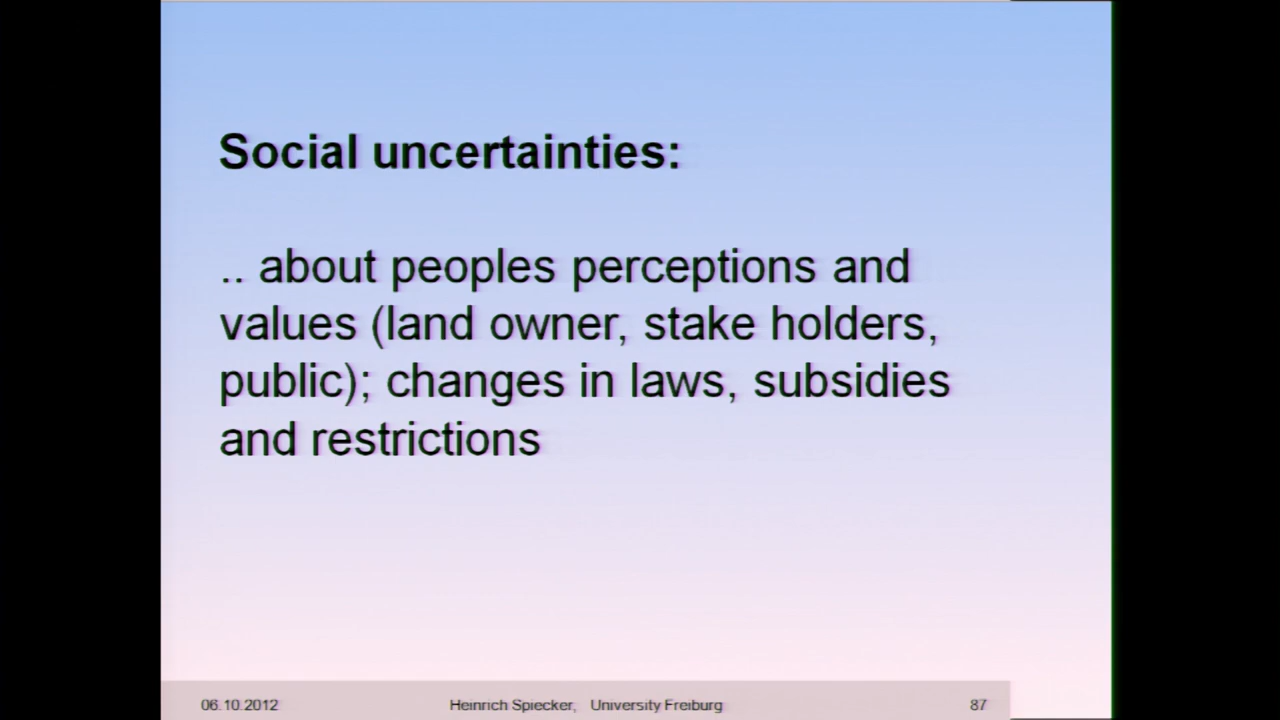 Social uncertainties:
.. about peoples perceptions and
values (land owner, stake holders,
public); changes in laws, subsidies
and restrictions
06.10.2012 Heinrich Spiecker, University Freiburg 87